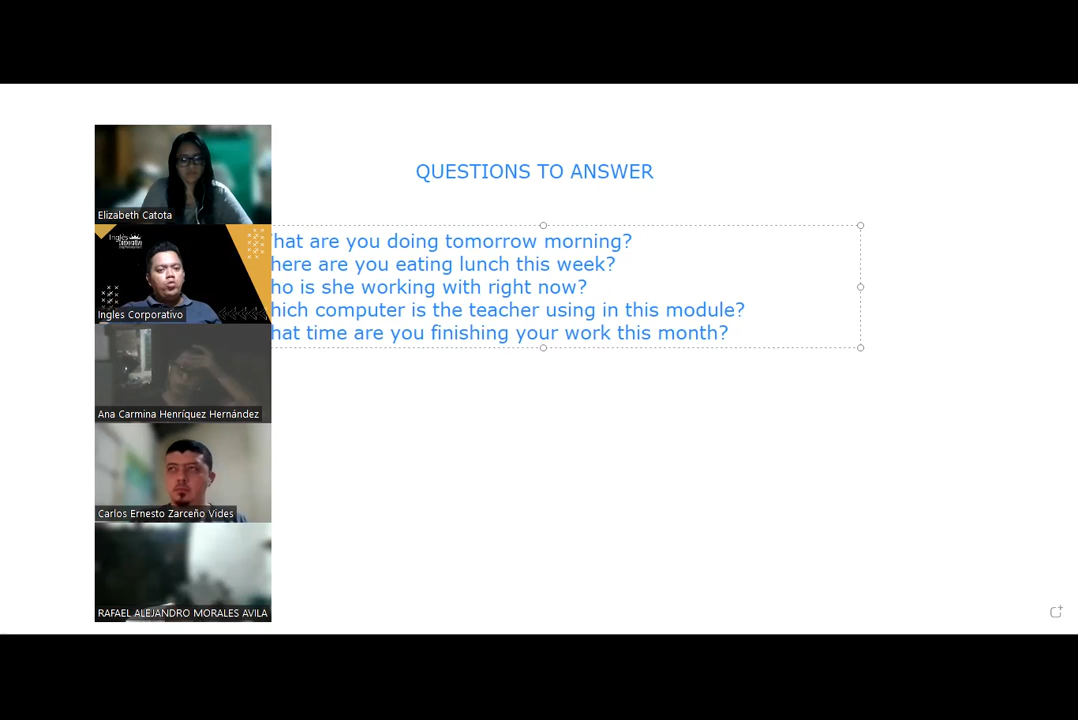 QUESTIONS TO ANSWER
Elizabeth Catota
hat are you doing tomorrow morning?
here are you eating lunch this week?
ho is she working with right now?
hich computer is the teacher using in this module?
hat time are you finishing your work this month?
Inglés
Corporativo
Ingles Corporativo
Ana Carmina Henríquez Hernández
Carlos Ernesto Zarceño Vides
RAFAEL ALEJANDRO MORALES AVILA